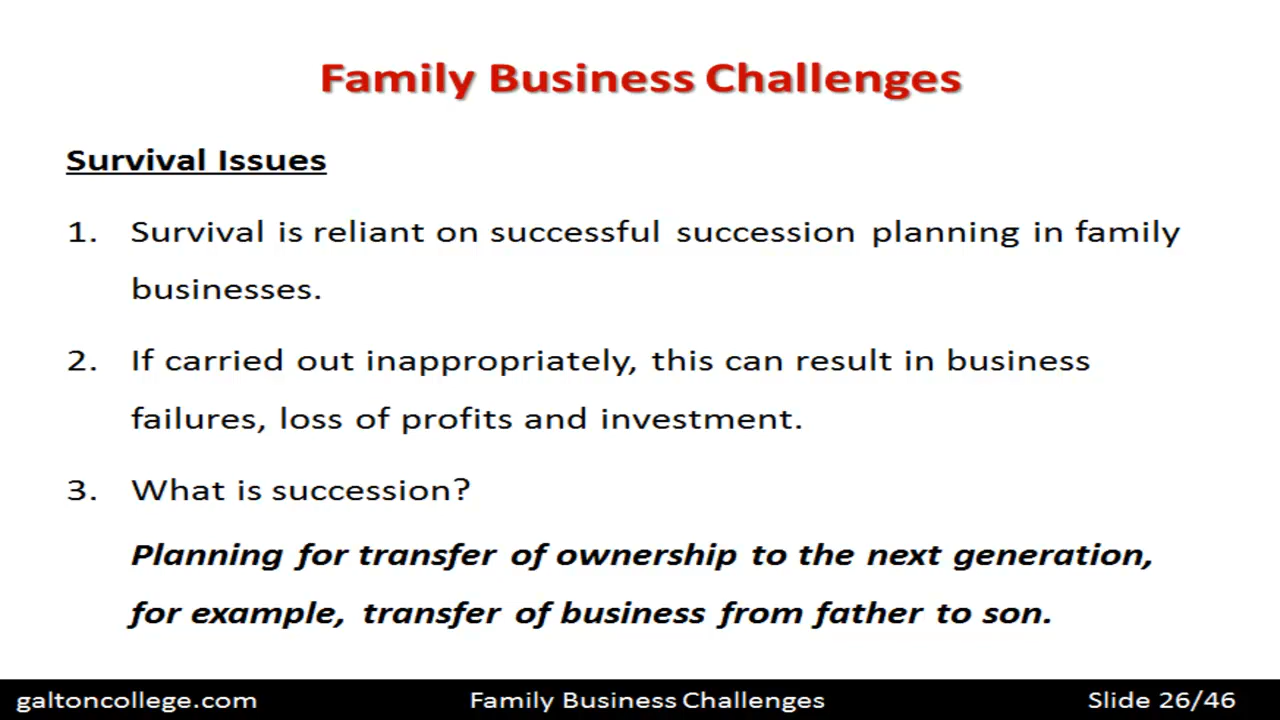 Family Business Challenges
Survival Issues
1. Survival is reliant on successful succession planning in family
businesses.
2. If carried out inappropriately, this can result in business
failures, loss of profits and investment.
3. What is succession?
Planning for transfer of ownership to the next generation,
for example, transfer of business from father to son.
galtoncollege.com Family Business Challenges Slide 26/46